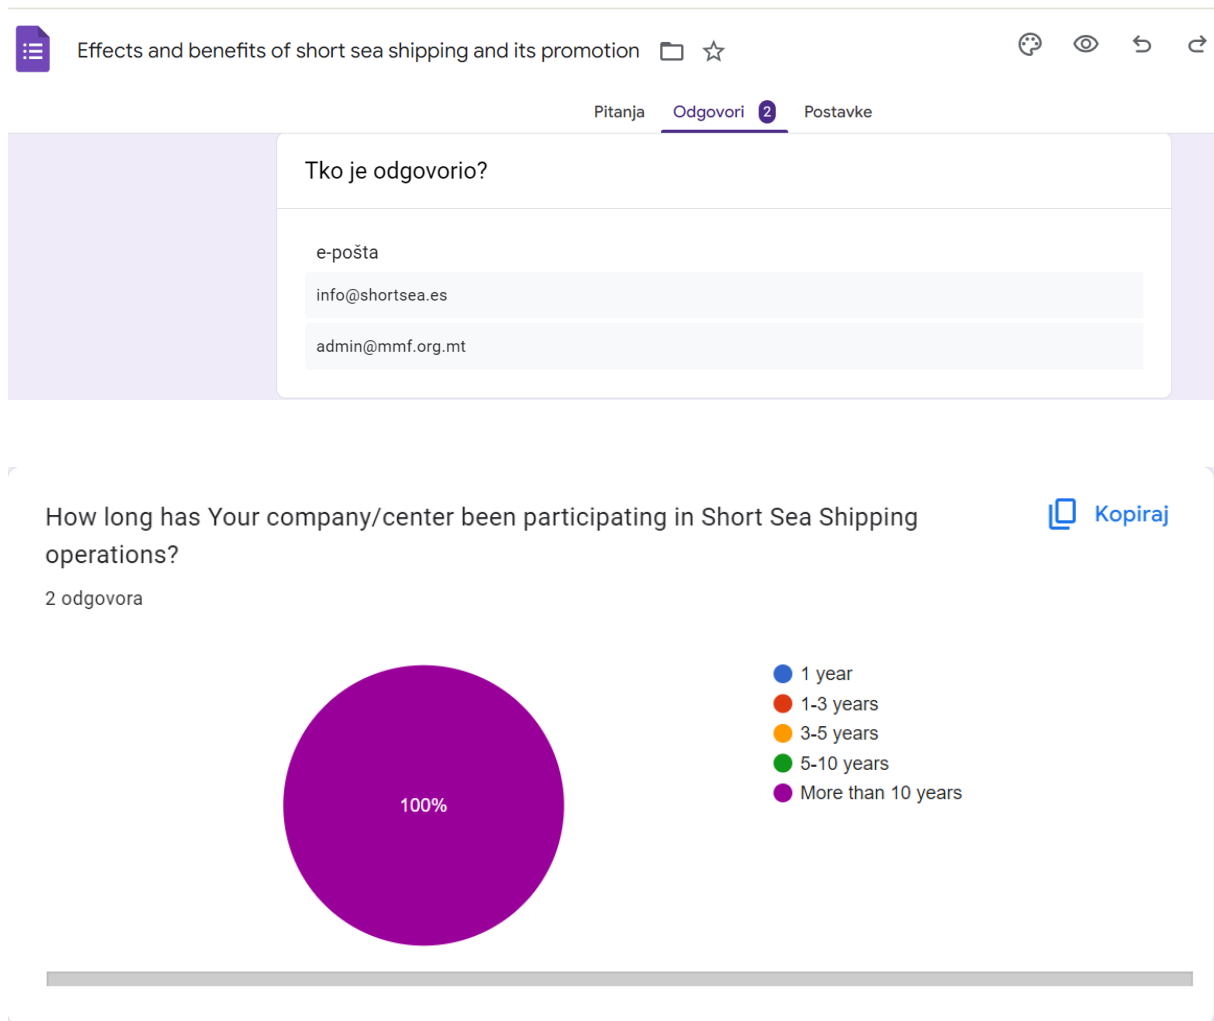 Effects and benefits of short sea shipping and its promotion
Pitanja Odgovori 2 Postavke
Tko je odgovorio?
e-pošta
info@shortsea.es
admin@mmf.org.mt
How long has Your company/center been participating in Short Sea Shipping
operations?
Kopiraj
2 odgovora
100%
1 year
1-3 years
3-5 years
5-10 years
More than 10 years